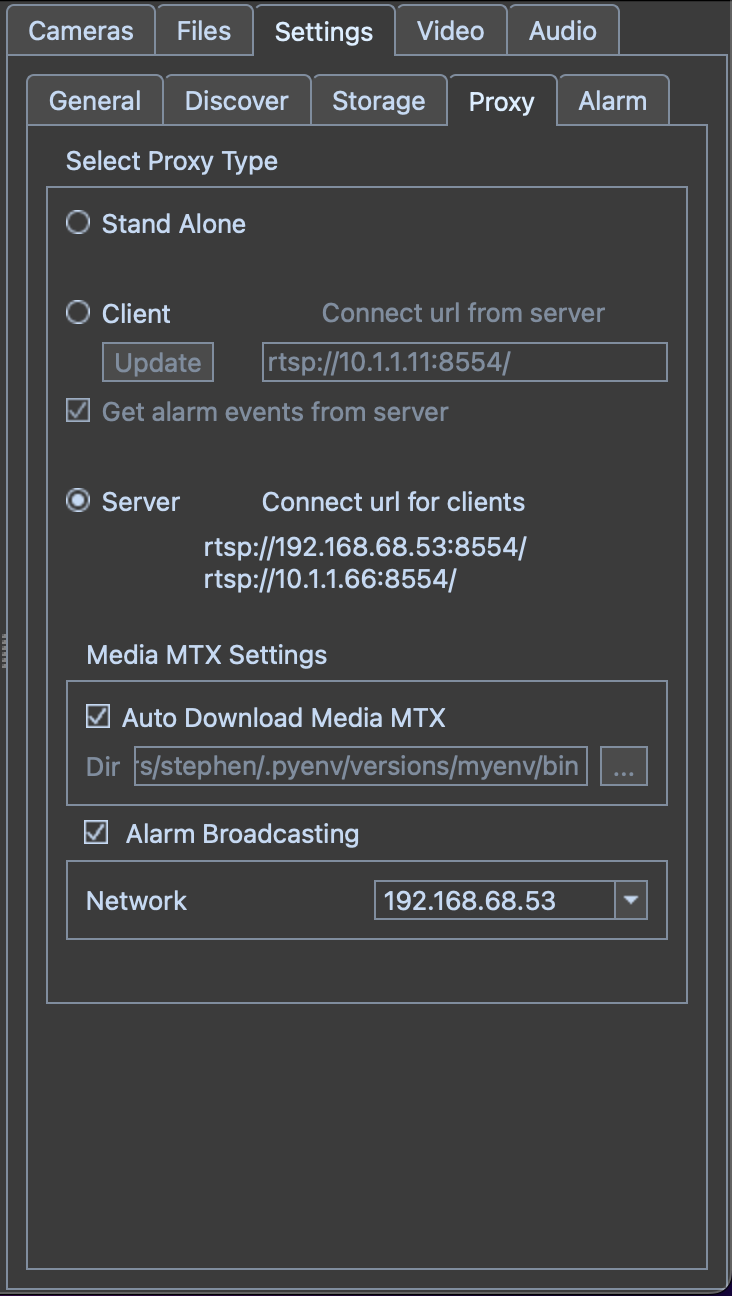 Cameras Files Settings Video Audio
General Discover Storage Proxy Alarm
Select Proxy Type
Stand Alone
Client Connect url from server
Update rtsp://10.1.1.11:8554/
Get alarm events from server
Server Connect url for clients
rtsp://192.168.68.53:8554/
rtsp://10.1.1.66:8554/
Media MTX Settings
Auto Download Media MTX
Dir rs/stephen/.pyenv/versions/myenv/bin ...
Alarm Broadcasting
Network 192.168.68.53